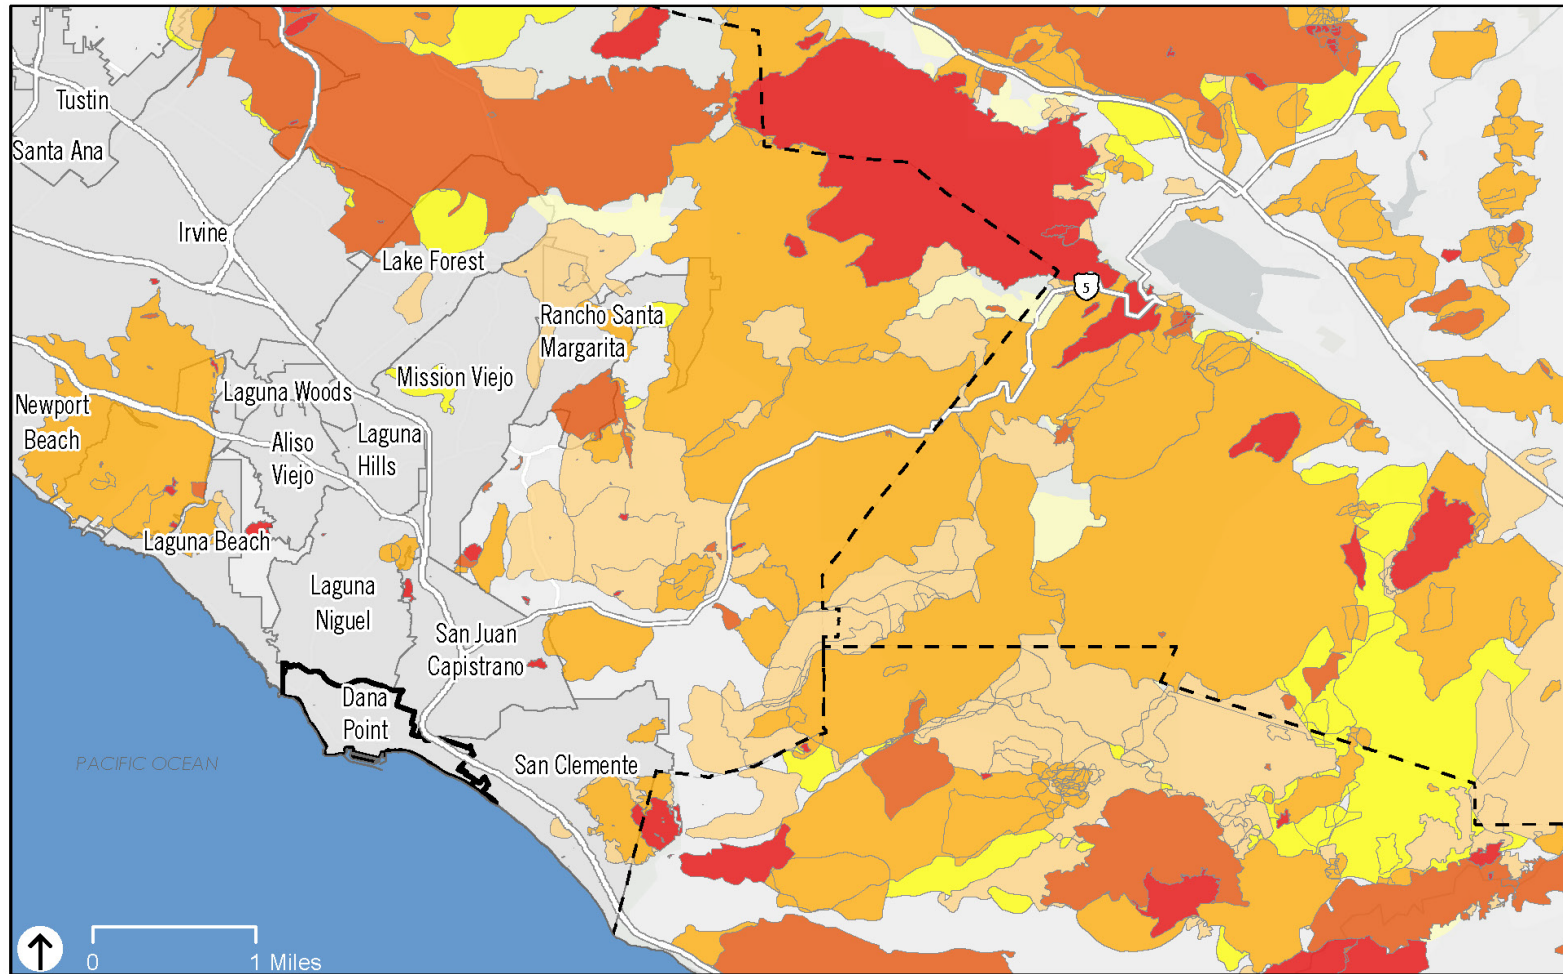 Tustin
Santa Ana
Irvine
Lake Forest
5
Rancho Santa
Margarita
Mission Viejo
Laguna Woods
Newport
Beach
Aliso
Viejo
Laguna
Hills
Laguna Beach
Laguna
Niguel
San Juan
Capistrano
Dana
Point
PACIFIC OCEAN
San Clemente
0 1 Miles